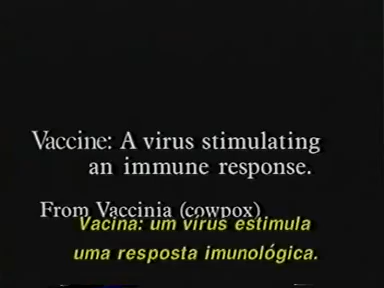 Vaccine: A virus stimulating
an immune response.
From Vaccinia (cowpox)
Vacina: um vírus estimula
uma resposta imunológica.